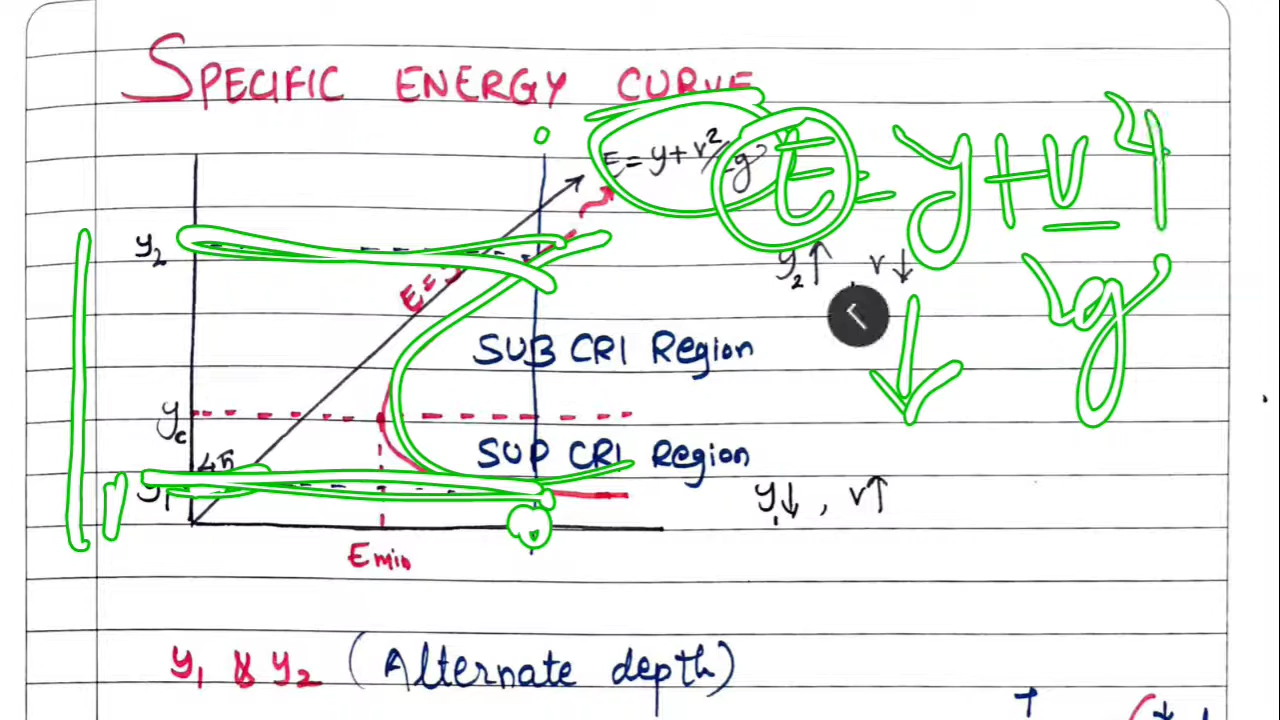 SPECIFIC ENERGY CURVE
E = y + v²/2g
E = y + v²
2g
y₂
E =
y₂↑ v↓
SUB CRI Region
yc
45
SUP CRI Region
y₁
y↓, v↑
Emin
y₁ & y₂ (Alternate depth)